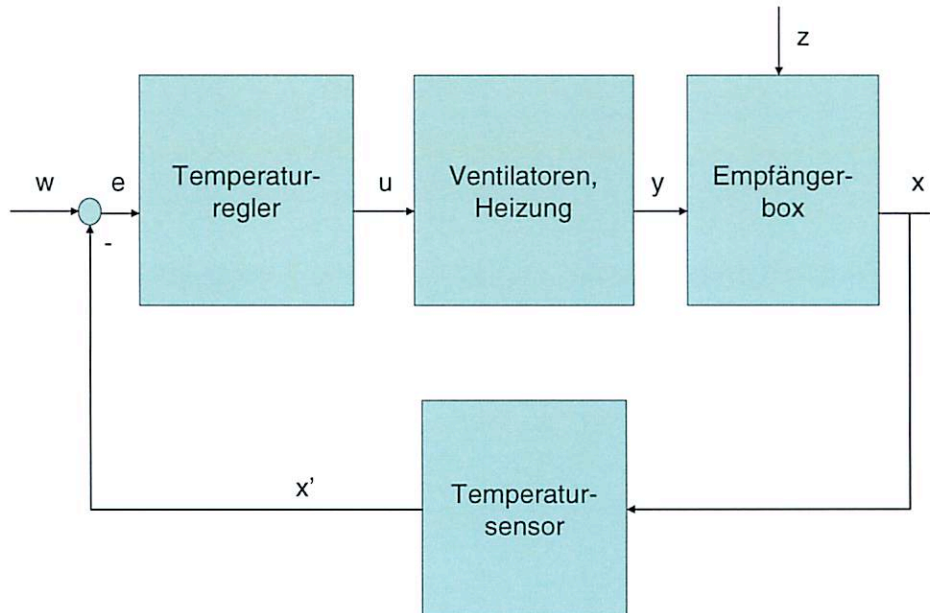 z
w
e
Temperatur-
regler
u
Ventilatoren,
Heizung
y
Empfänger-
box
x
-
x'
Temperatur-
sensor